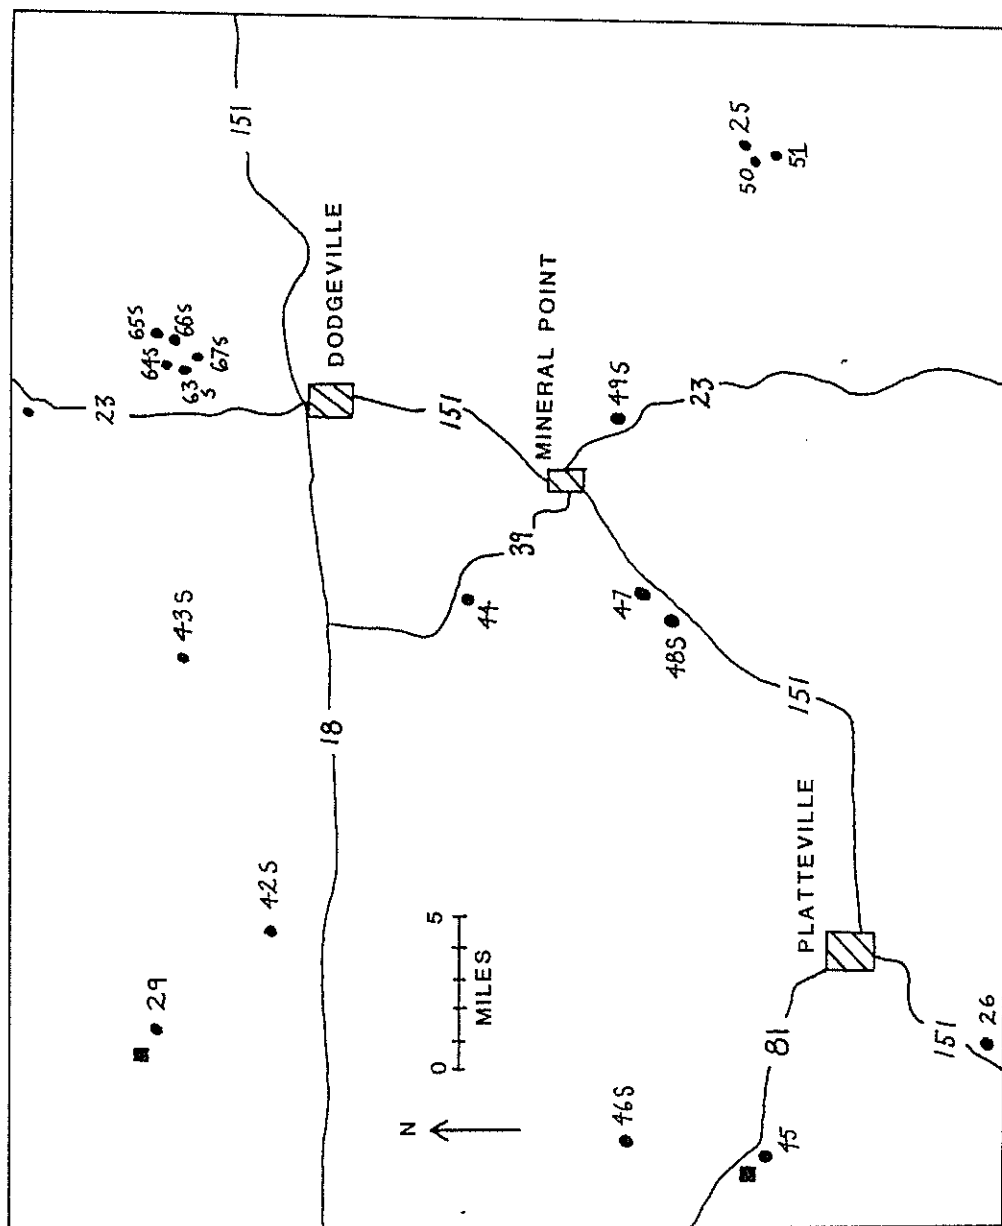 151
65S
64S
66S
63
S
67S
23
DODGEVILLE
43S
18
151
42S
29
39
44
MINERAL POINT
49S
23
25
50
51
47
48S
151
0
5
MILES
N
PLATTEVILLE
81
46S
45
151
26